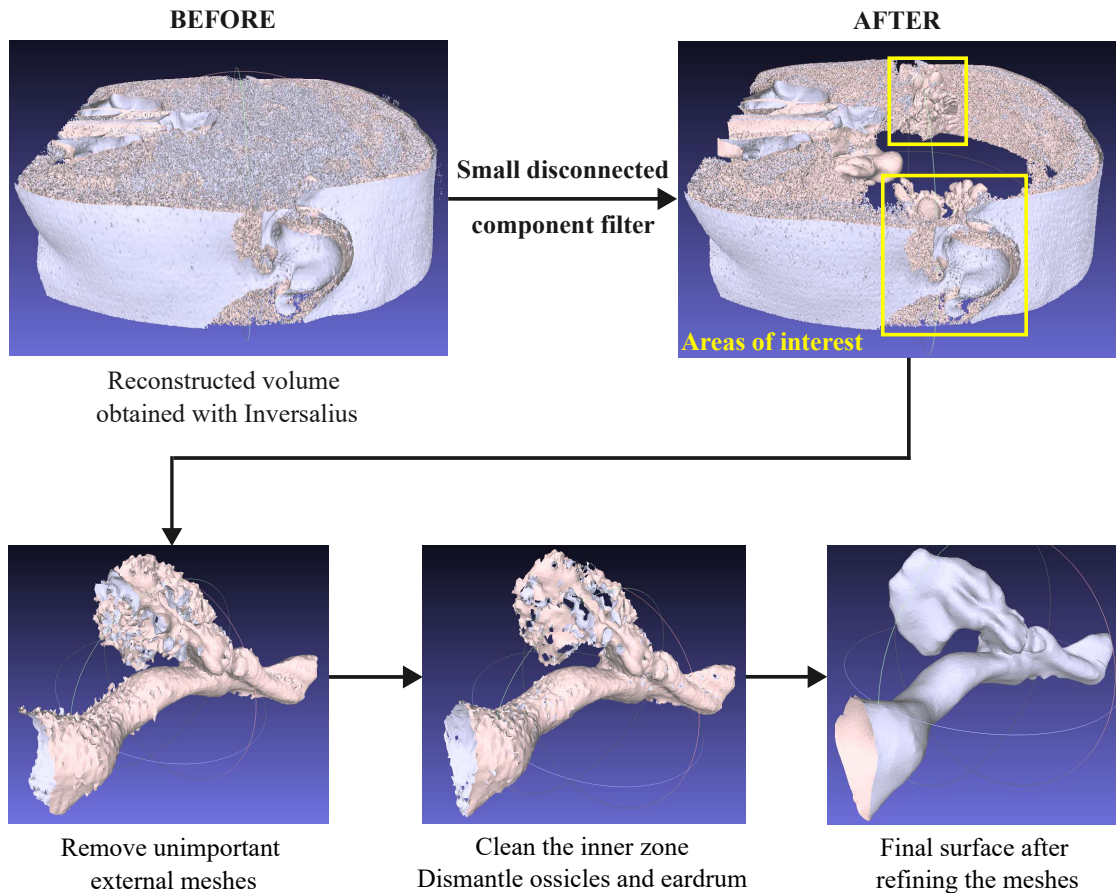 BEFORE
AFTER
Small disconnected
component filter
Areas of interest
Reconstructed volume
obtained with Inversalius
Remove unimportant
external meshes
Clean the inner zone
Dismantle ossicles and eardrum
Final surface after
refining the meshes